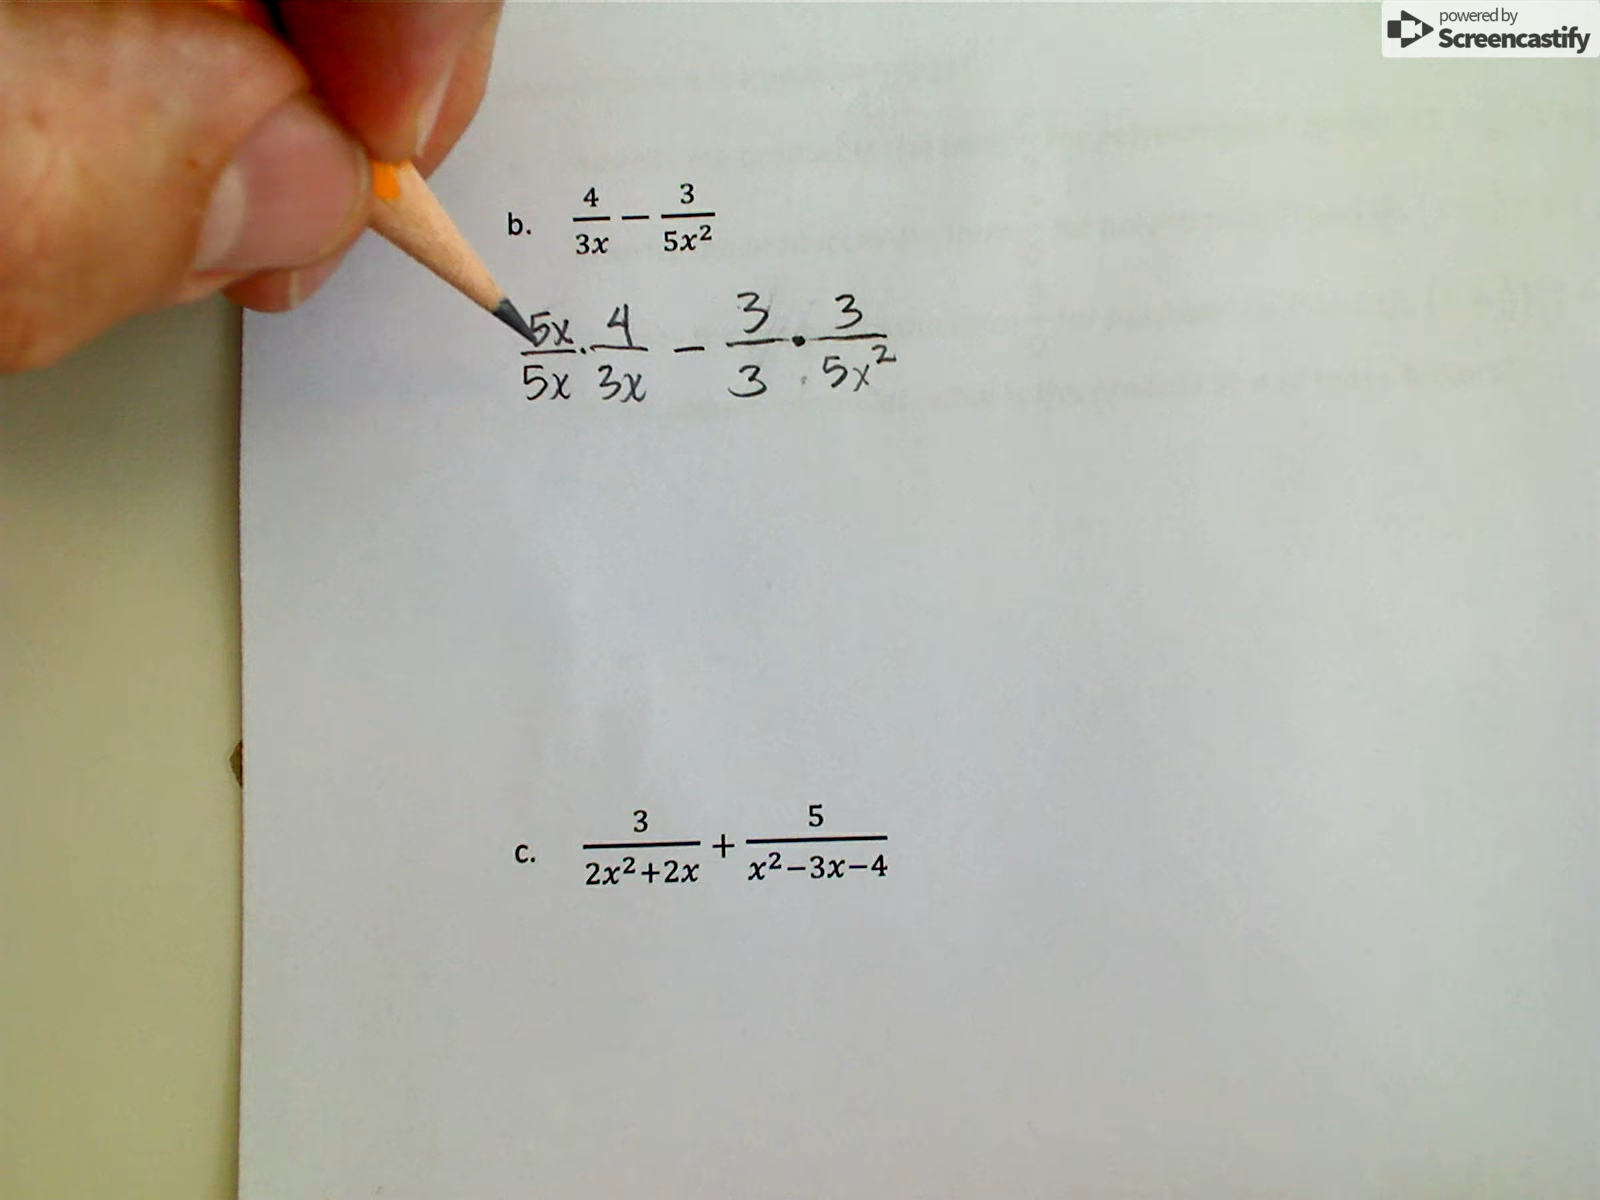 powered by
Screencastify
b. 4/3x − 3/5x²
5x/5x · 4/3x − 3/3 · 3/5x²
c. 3/2x²+2x + 5/x²−3x−4